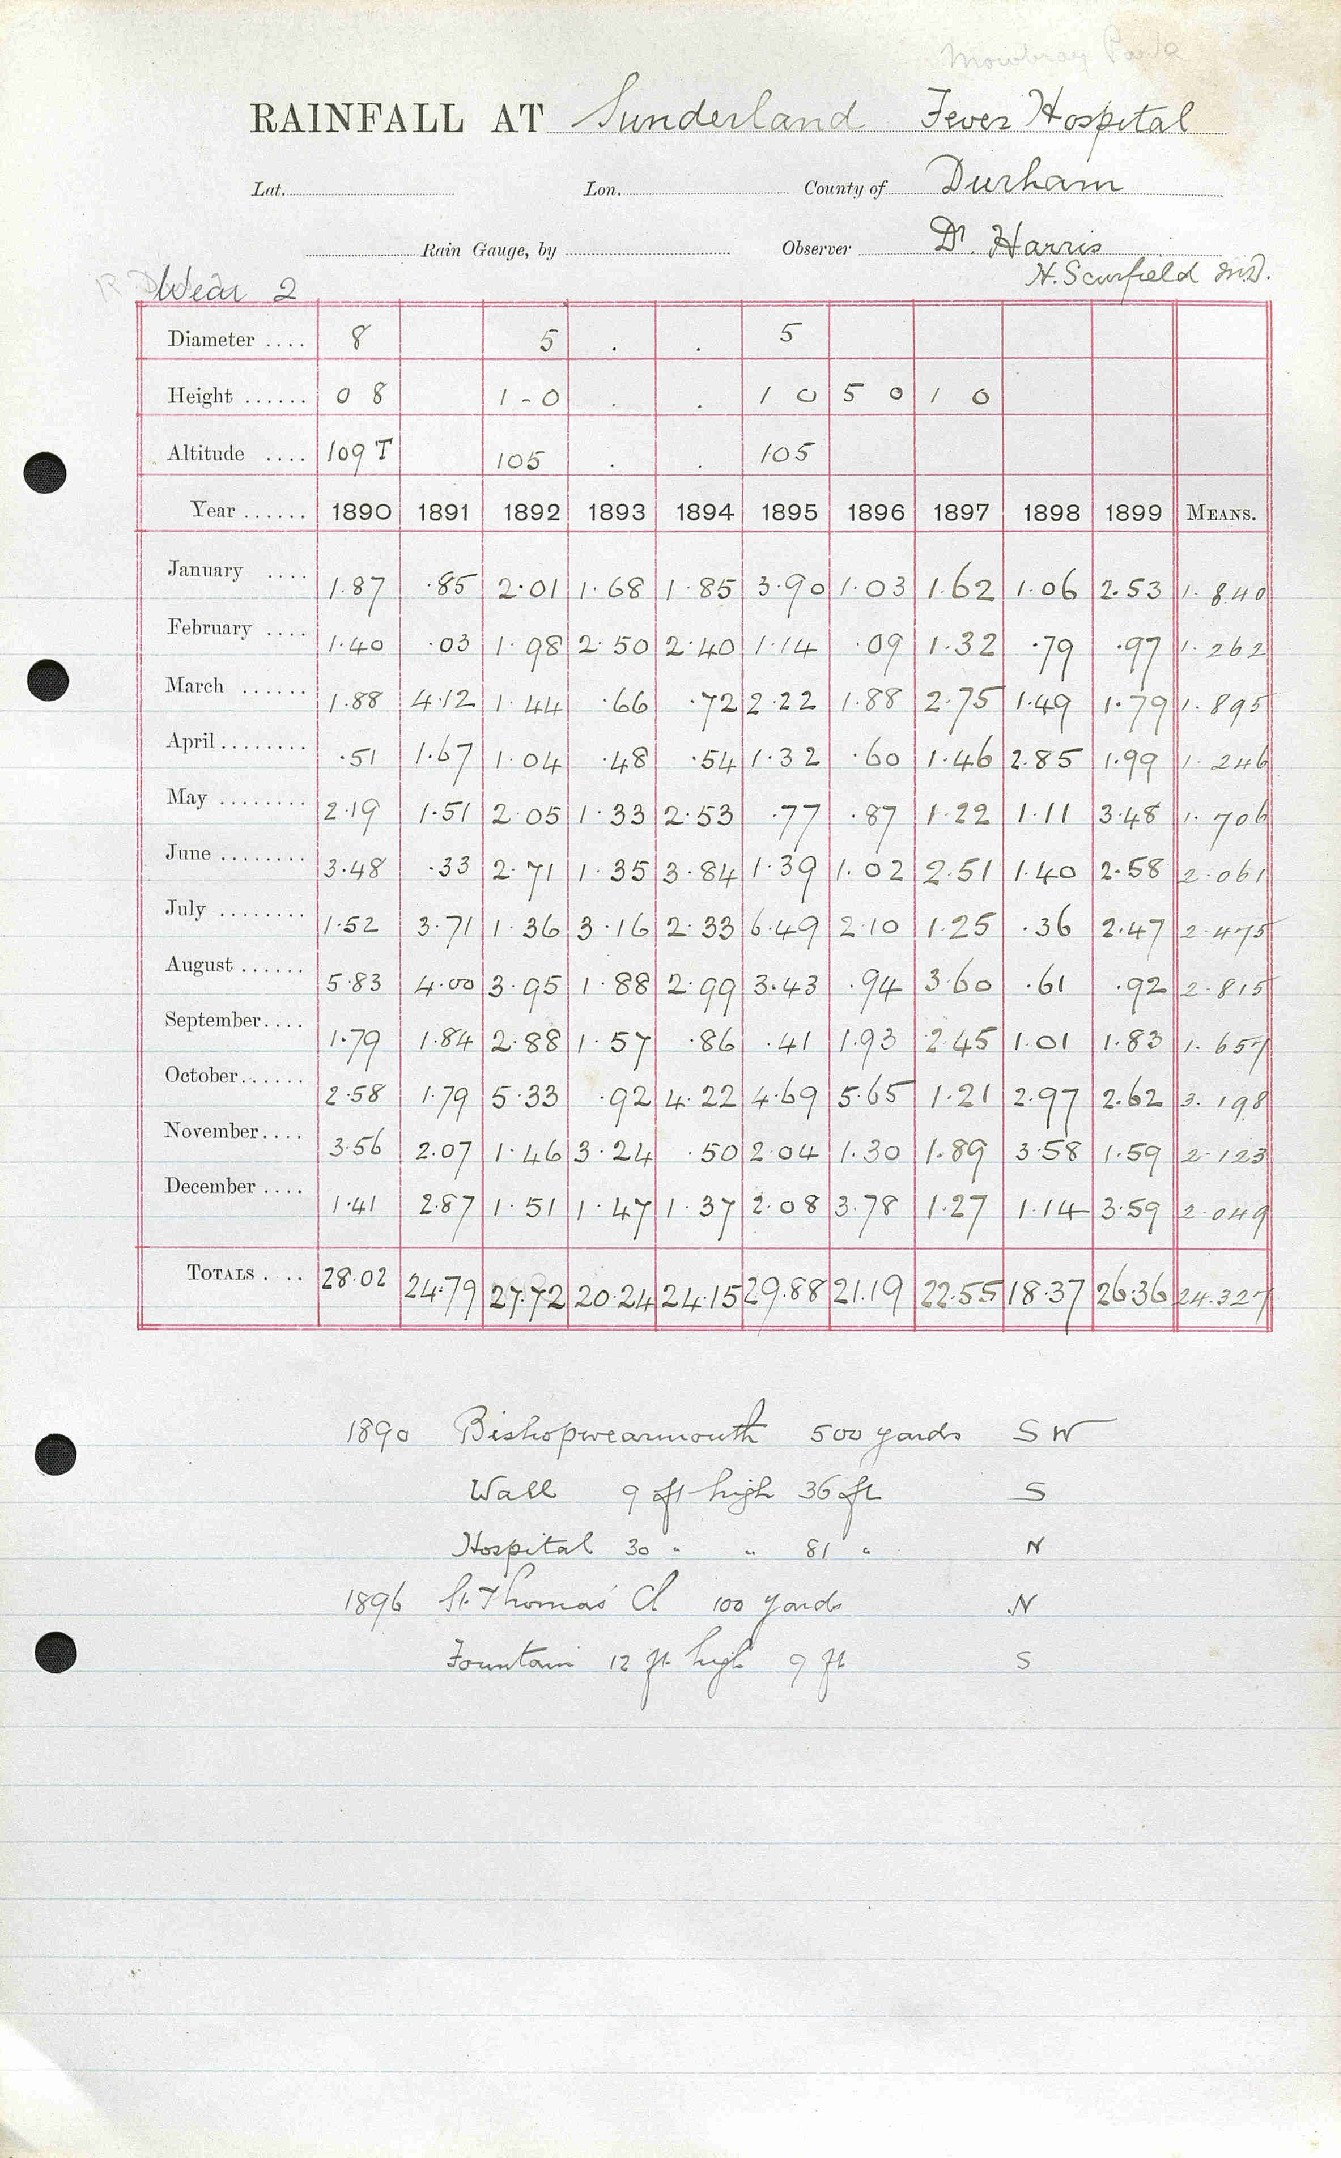 Mowbray Park
RAINFALL AT Sunderland Fever Hospital
Lat. Lon. County of Durham
Rain Gauge, by Observer Dr. Harris
H. Scurfield M.D.
Wear 2
Diameter .... 8 5 . . 5
Height ...... 0 8 1-0 . . 1 0 5 0 1 0
Altitude .... 109 T 105 . . 105
Year ...... 1890 1891 1892 1893 1894 1895 1896 1897 1898 1899 MEANS.
January .... 1.87 .85 2.01 1.68 1.85 3.90 1.03 1.62 1.06 2.53 1.840
February .... 1.40 .03 1.98 2.50 2.40 1.14 .09 1.32 .79 .97 1.262
March ...... 1.88 4.12 1.44 .66 .72 2.22 1.88 2.75 1.49 1.79 1.895
April ........ .51 1.67 1.04 .48 .54 1.32 .60 1.46 2.85 1.99 1.246
May ........ 2.19 1.51 2.05 1.33 2.53 .77 .87 1.22 1.11 3.48 1.706
June ........ 3.48 .33 2.71 1.35 3.84 1.39 1.02 2.51 1.40 2.58 2.061
July ........ 1.52 3.71 1.36 3.16 2.33 6.49 2.10 1.25 .36 2.47 2.475
August ...... 5.83 4.00 3.95 1.88 2.99 3.43 .94 3.60 .61 .92 2.815
September.... 1.79 1.84 2.88 1.57 .86 .41 1.93 2.45 1.01 1.83 1.657
October...... 2.58 1.79 5.33 .92 4.22 4.69 5.65 1.21 2.97 2.62 3.198
November.... 3.56 2.07 1.46 3.24 .50 2.04 1.30 1.89 3.58 1.59 2.123
December .... 1.41 2.87 1.51 1.47 1.37 2.08 3.78 1.27 1.14 3.59 2.049
TOTALS .... 28.02 24.79 27.72 20.24 24.15 29.88 21.19 22.55 18.37 26.36 24.327
1890 Bishopwearmouth 500 yards SW
Wall 9 ft high 36 ft S
Hospital 30 " " 81 " N
1896 St. Thomas' Ch 100 yards N
Fountain 12 ft high 9 ft S